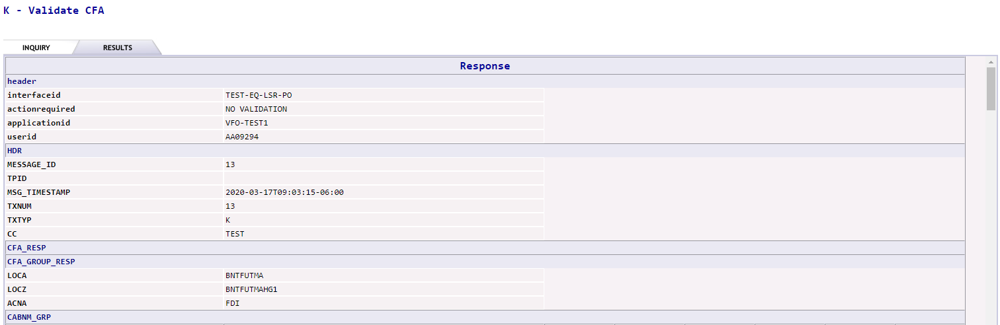 K - Validate CFA
INQUIRY RESULTS
Response
header
interfaceid TEST-EQ-LSR-PO
actionrequired NO VALIDATION
applicationid VFO-TEST1
userid AA09294
HDR
MESSAGE_ID 13
TPID
MSG_TIMESTAMP 2020-03-17T09:03:15-06:00
TXNUM 13
TXTYP K
CC TEST
CFA_RESP
CFA_GROUP_RESP
LOCA BNTFUTMA
LOCZ BNTFUTMAHG1
ACNA FDI
CABNM_GRP